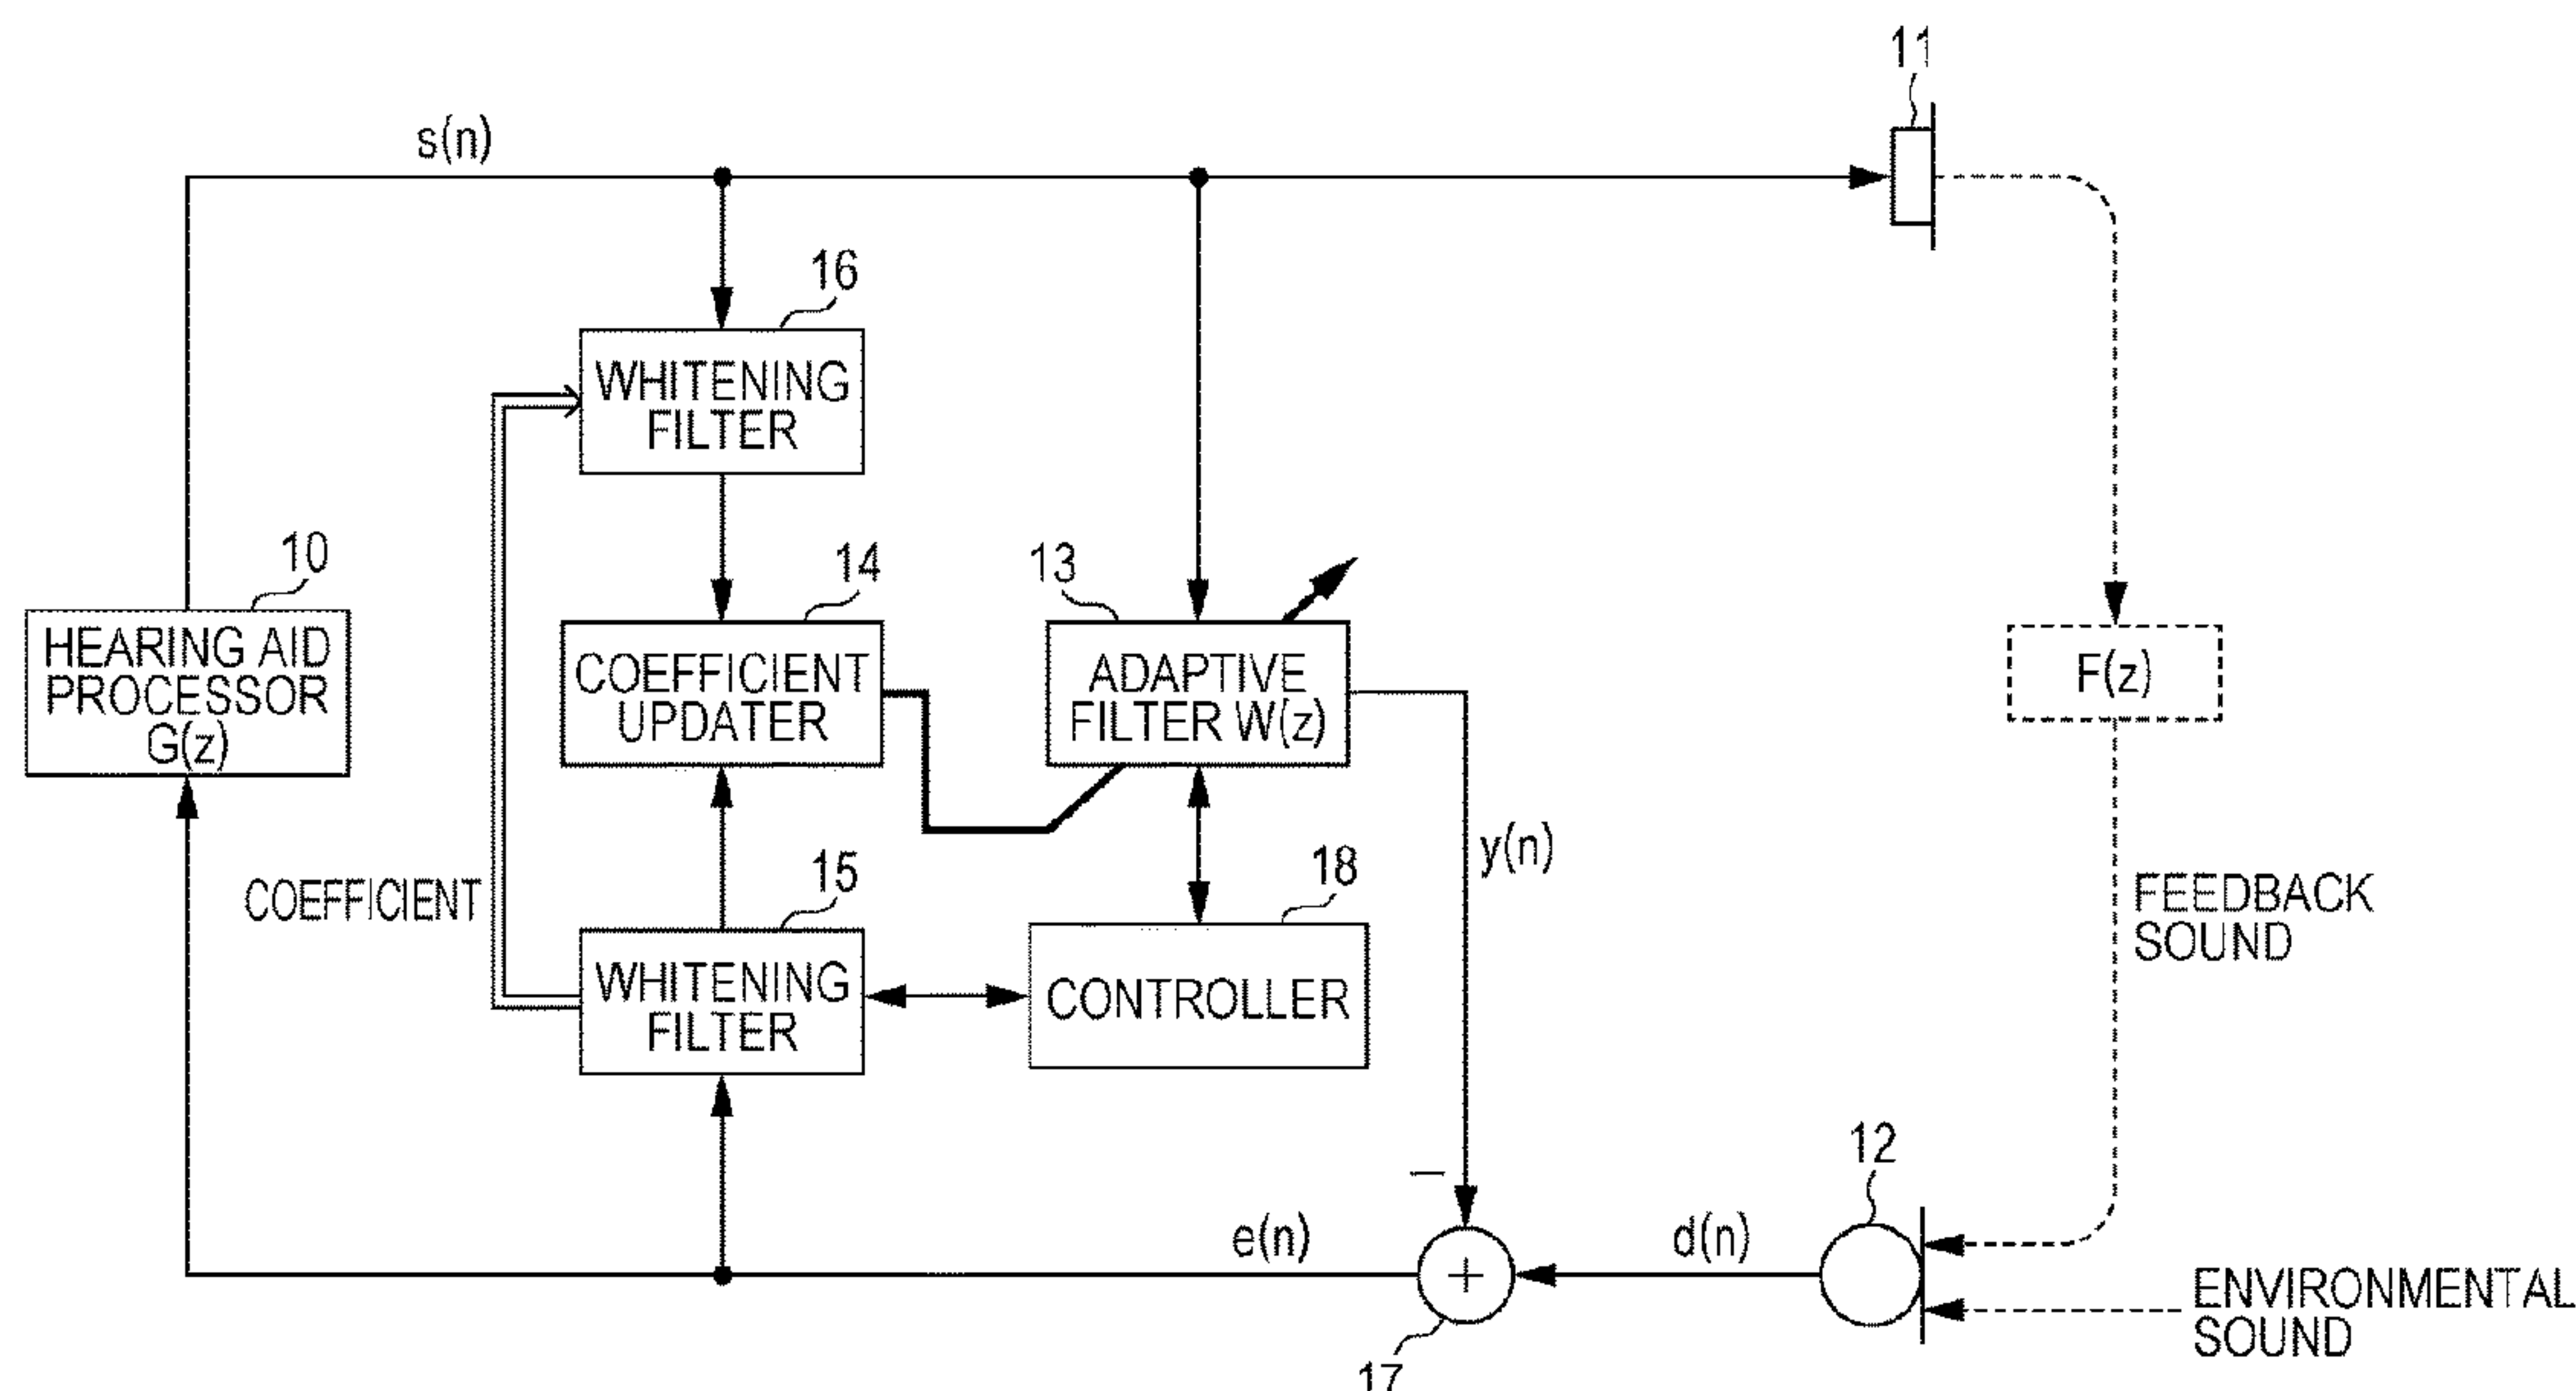 11
s(n)
16
WHITENING
FILTER
10
14
13
HEARING AID
PROCESSOR
G(z)
COEFFICIENT
UPDATER
ADAPTIVE
FILTER W(z)
F(z)
y(n)
COEFFICIENT
15
18
FEEDBACK
SOUND
WHITENING
FILTER
CONTROLLER
12
–
e(n)
+
d(n)
17
ENVIRONMENTAL
SOUND